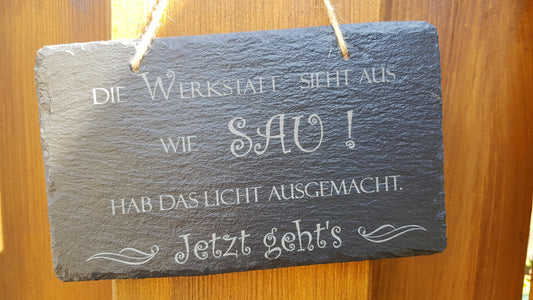 DIE WERKSTATT SIEHT AUS
WIE SAU !
HAB DAS LICHT AUSGEMACHT.
Jetzt geht's